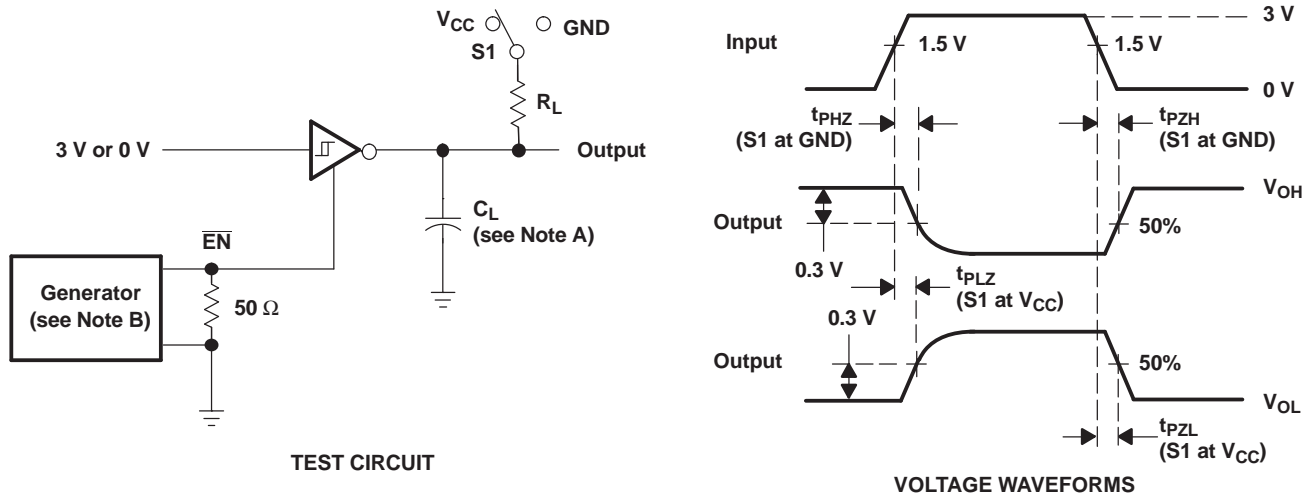 VCC
GND
S1
RL
3 V or 0 V
Output
CL
(see Note A)
EN
Generator
(see Note B)
50 Ω
TEST CIRCUIT
3 V
Input
1.5 V
1.5 V
0 V
tPHZ
(S1 at GND)
tPZH
(S1 at GND)
VOH
Output
50%
0.3 V
tPLZ
(S1 at VCC)
0.3 V
Output
50%
VOL
tPZL
(S1 at VCC)
VOLTAGE WAVEFORMS